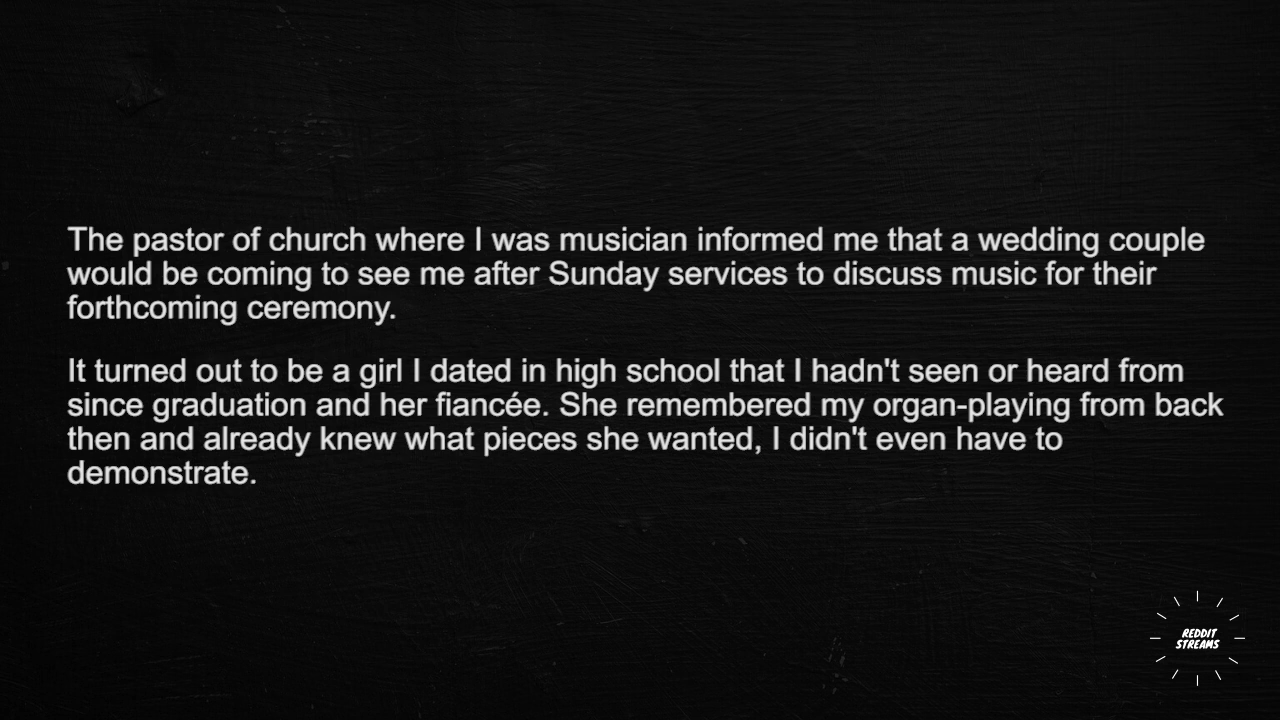 The pastor of church where I was musician informed me that a wedding couple
would be coming to see me after Sunday services to discuss music for their
forthcoming ceremony.
It turned out to be a girl I dated in high school that I hadn't seen or heard from
since graduation and her fiancée. She remembered my organ-playing from back
then and already knew what pieces she wanted, I didn't even have to
demonstrate.
REDDIT
STREAMS